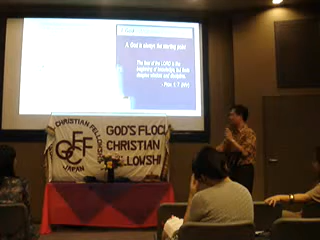 A. God is always the starting point
The fear of the LORD is the
beginning of knowledge, but fools
despise wisdom and discipline.
- Prov. 1:7 (NIV)
CHRISTIAN FELLOWSHIP
GCFF
JAPAN
GOD'S FLOCK
CHRISTIAN
FELLOWSHIP